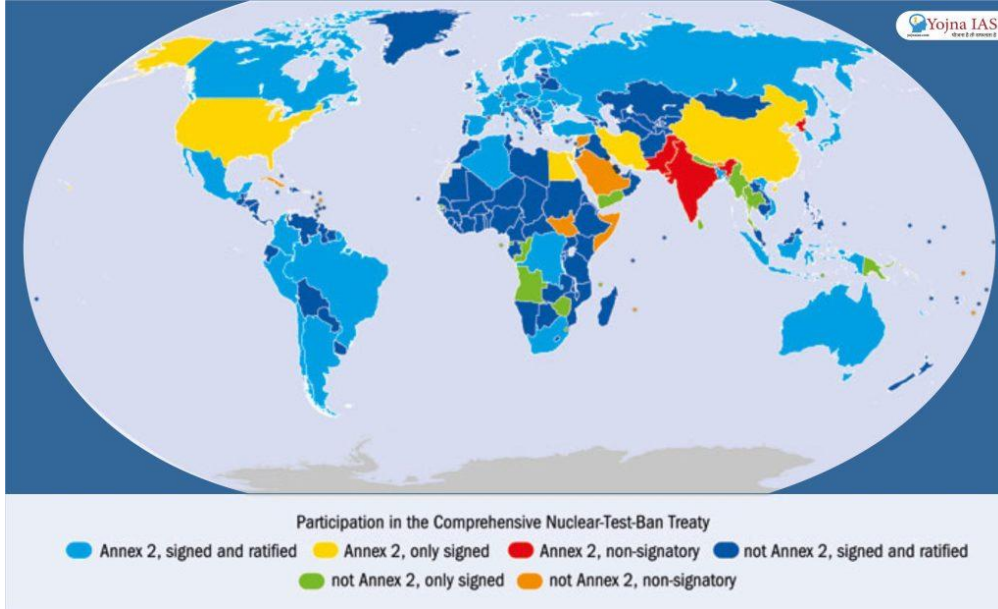 Yojna IAS
योजना है तो सफलता है
Participation in the Comprehensive Nuclear-Test-Ban Treaty
Annex 2, signed and ratified Annex 2, only signed Annex 2, non-signatory not Annex 2, signed and ratified
not Annex 2, only signed not Annex 2, non-signatory